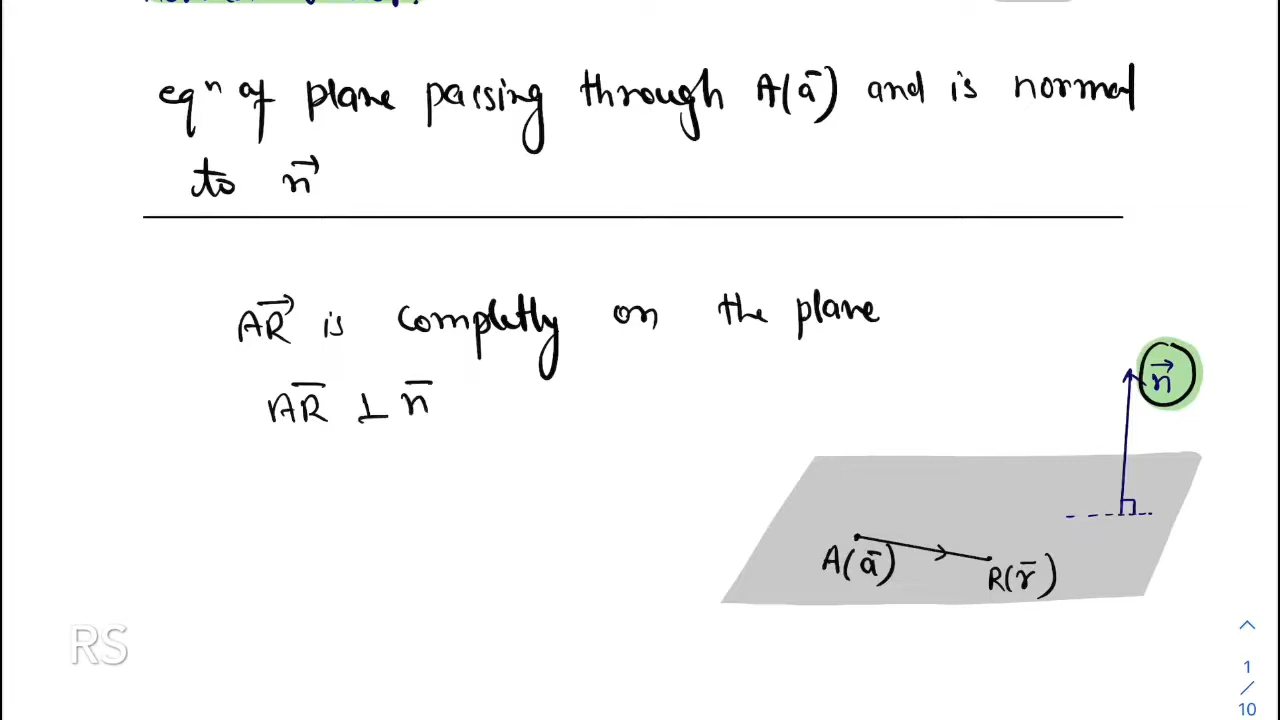 eqⁿ of plane passing through A(a̅) and is normal
to n⃗
AR⃗ is completly on the plane
AR̅ ⊥ n̅
n⃗
A(a̅)
R(r̅)
RS
1
/
10